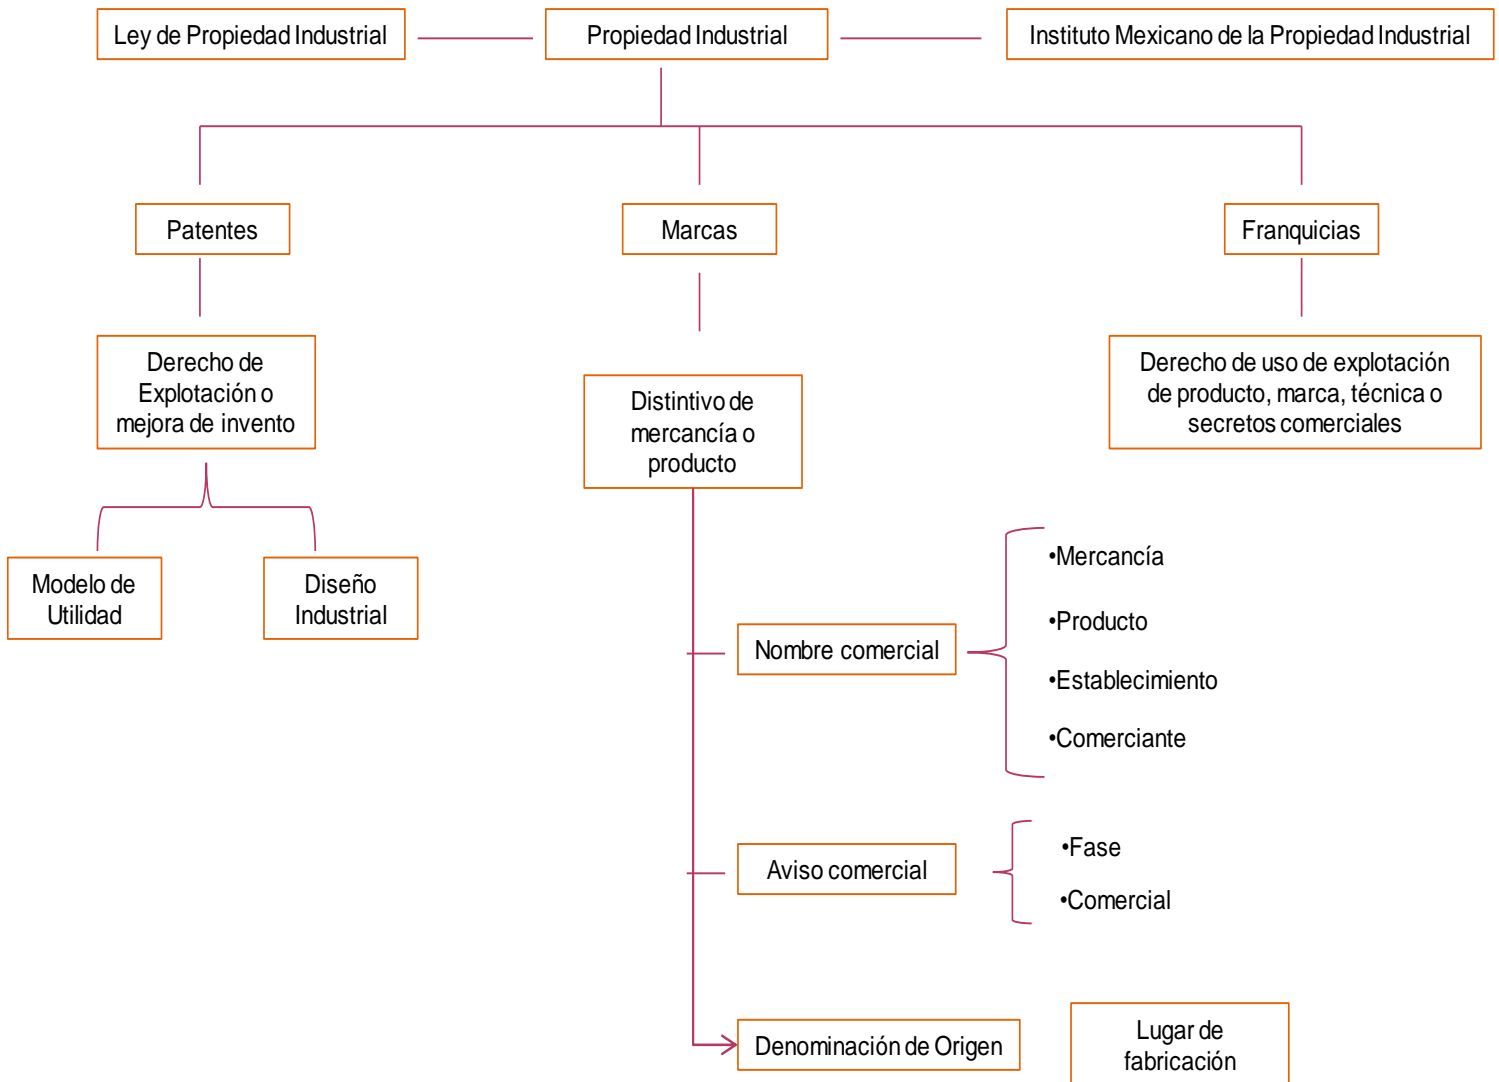 Ley de Propiedad Industrial
Propiedad Industrial
Instituto Mexicano de la Propiedad Industrial
Patentes
Marcas
Franquicias
Derecho de
Explotación o
mejora de invento
Distintivo de
mercancía o
producto
Derecho de uso de explotación
de producto, marca, técnica o
secretos comerciales
Modelo de
Utilidad
Diseño
Industrial
Nombre comercial
•Mercancía
•Producto
•Establecimiento
•Comerciante
Aviso comercial
•Fase
•Comercial
Denominación de Origen
Lugar de
fabricación